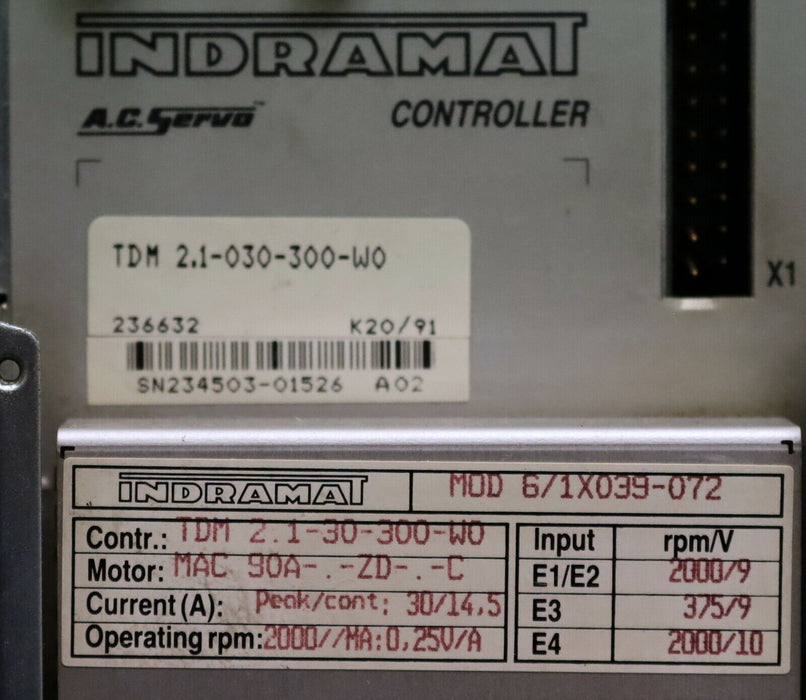 INDRAMAT
A.C. Servo™ CONTROLLER
TDM 2.1-030-300-W0
236632 K20/91
SN234503-01526 A02
X1
INDRAMAT MOD 6/1X039-072
Contr.: TDM 2.1-30-300-W0
Motor: MAC 90A-.-ZD-.-C
Current (A): Peak/cont: 30/14,5
Operating rpm: 2000//MA:0,25V/A
Input rpm/V
E1/E2 2000/9
E3 375/9
E4 2000/10